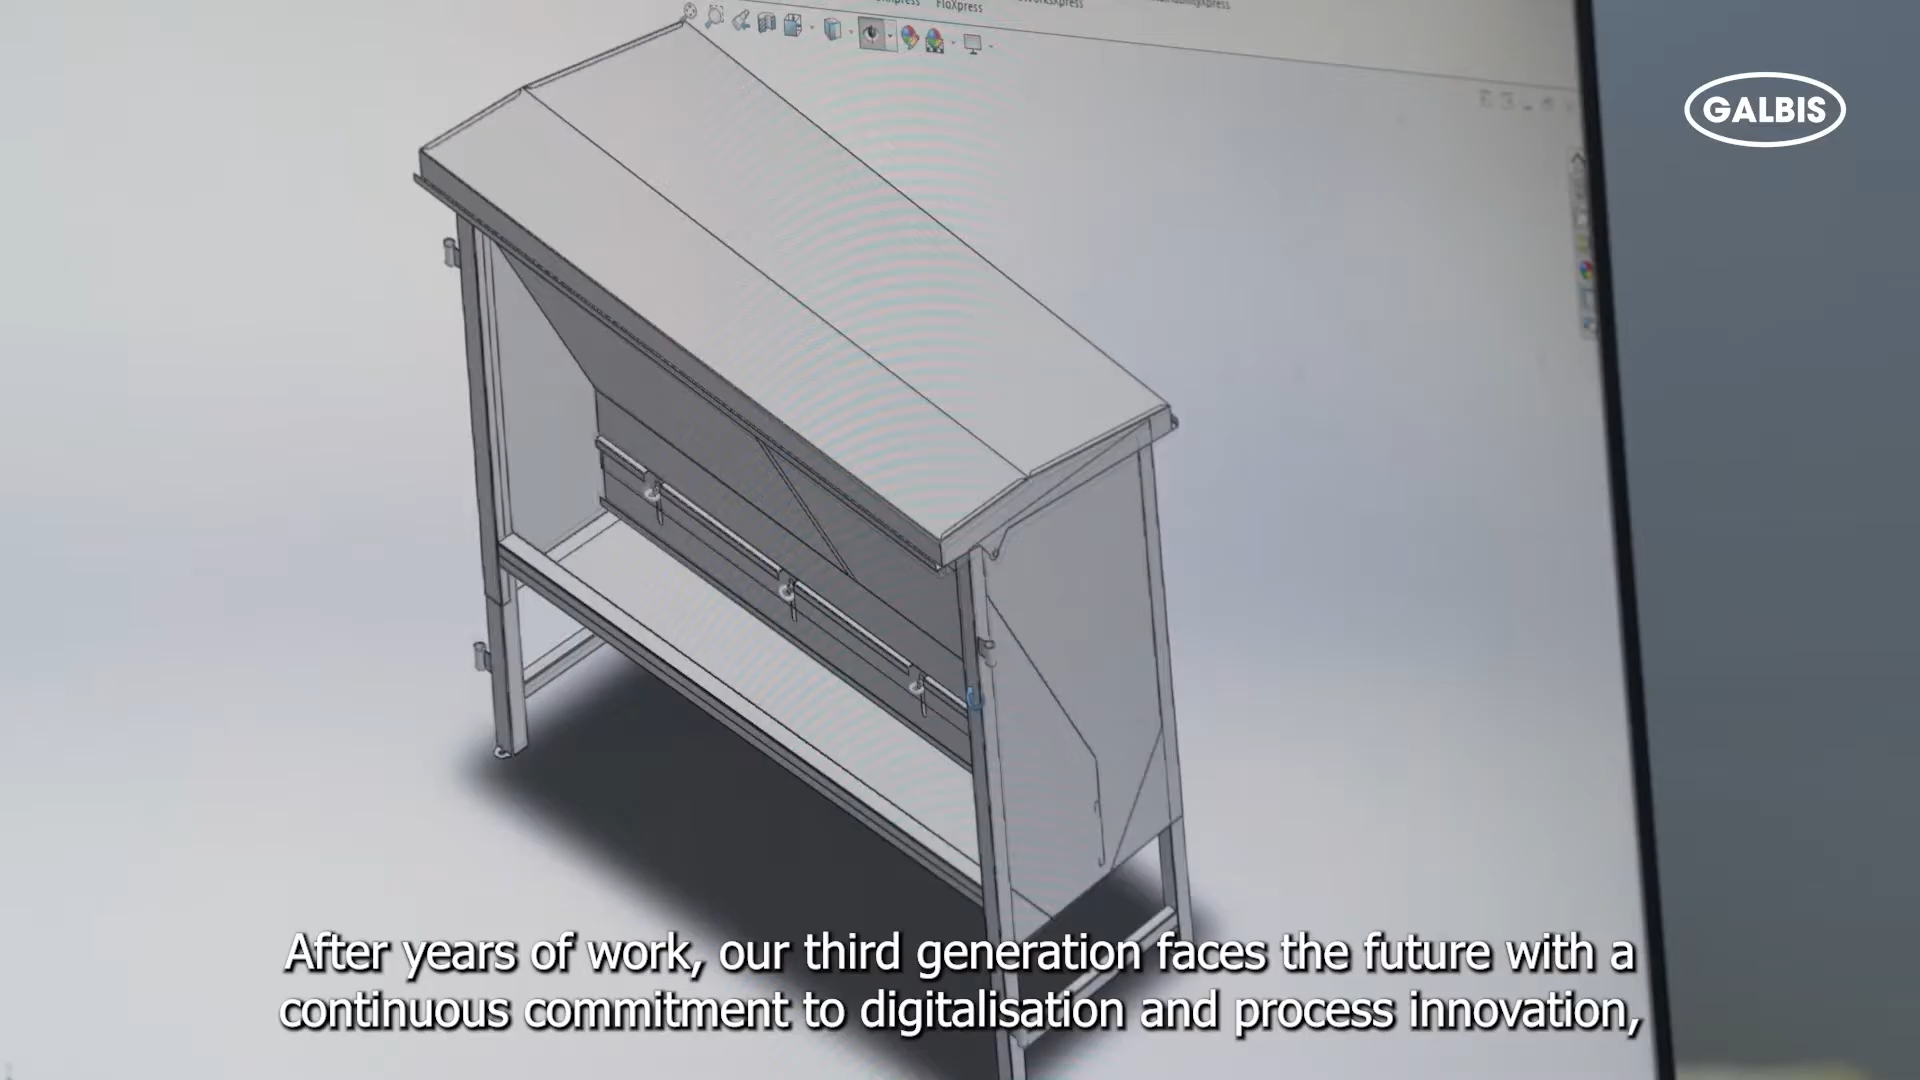 FloXpress
GALBIS
After years of work, our third generation faces the future with a
continuous commitment to digitalisation and process innovation,